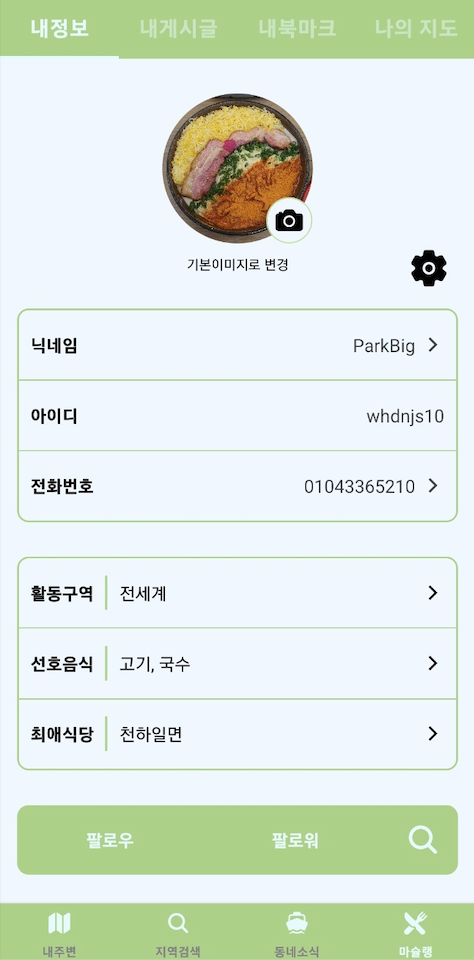 내정보 내게시글 내북마크 나의 지도
기본이미지로 변경
닉네임 ParkBig
아이디 whdnjs10
전화번호 01043365210
활동구역 전세계
선호음식 고기, 국수
최애식당 천하일면
팔로우 팔로워
내주변 지역검색 동네소식 마슐랭